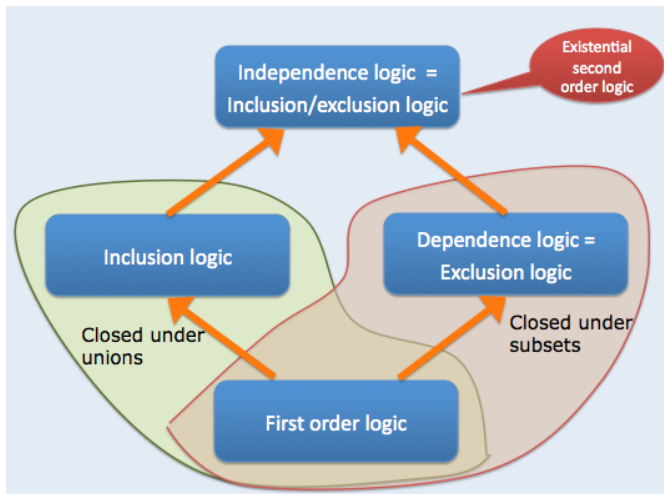 Independence logic =
Inclusion/exclusion logic
Existential
second
order logic
Inclusion logic
Dependence logic =
Exclusion logic
Closed under
unions
Closed under
subsets
First order logic